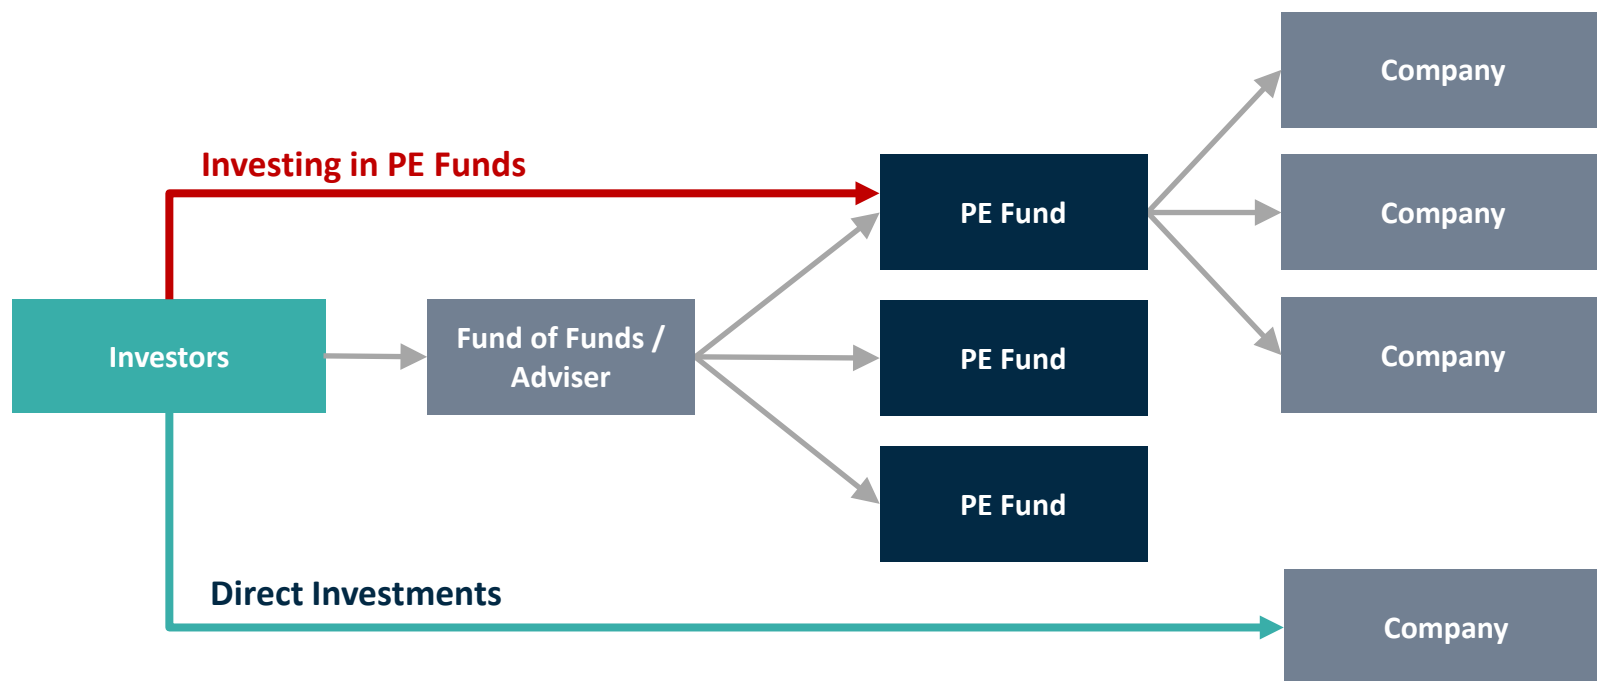 Company
Investing in PE Funds
PE Fund
Company
Investors
Fund of Funds /
Adviser
PE Fund
Company
PE Fund
Direct Investments
Company